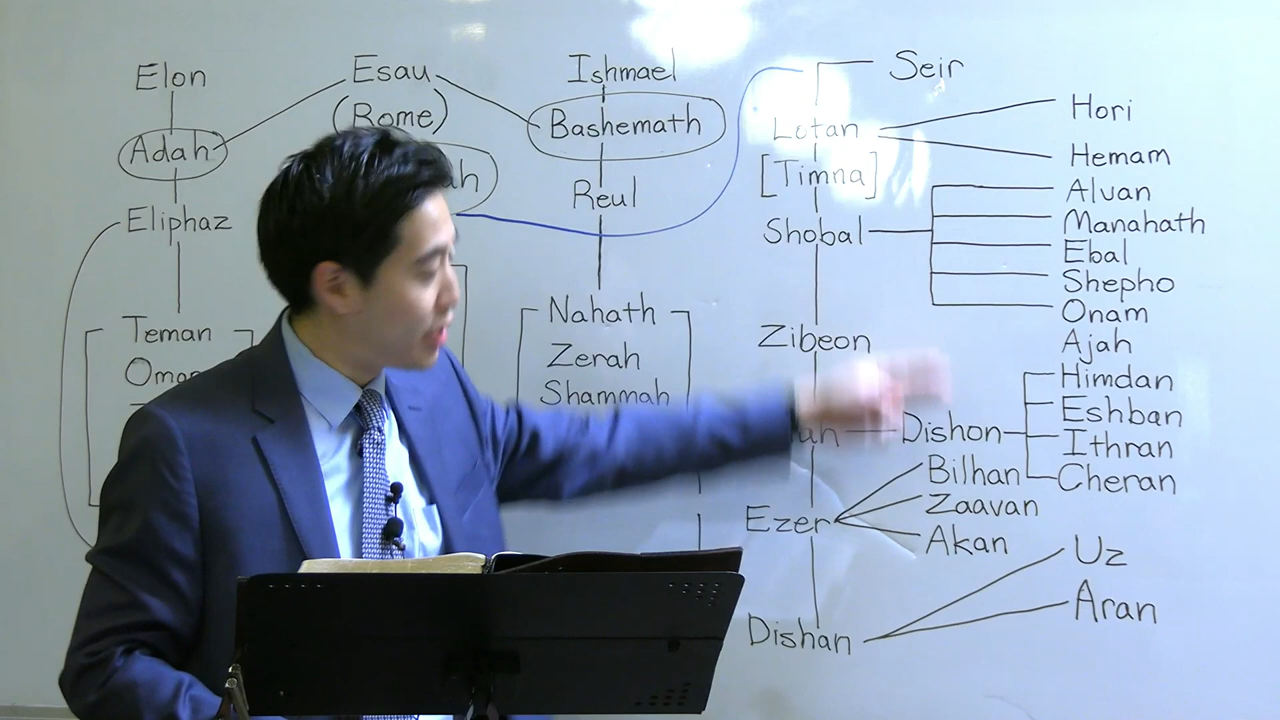 Elon
Esau
(Rome)
Ishmael
Adah
Bashemath
Eliphaz
Reul
Teman
Nahath
Zerah
Shammah
Seir
Lotan
[Timna]
Hori
Hemam
Shobal
Alvan
Manahath
Ebal
Shepho
Onam
Zibeon
Ajah
Dishon
Himdan
Eshban
Ithran
Cheran
Ezer
Bilhan
Zaavan
Akan
Dishan
Uz
Aran